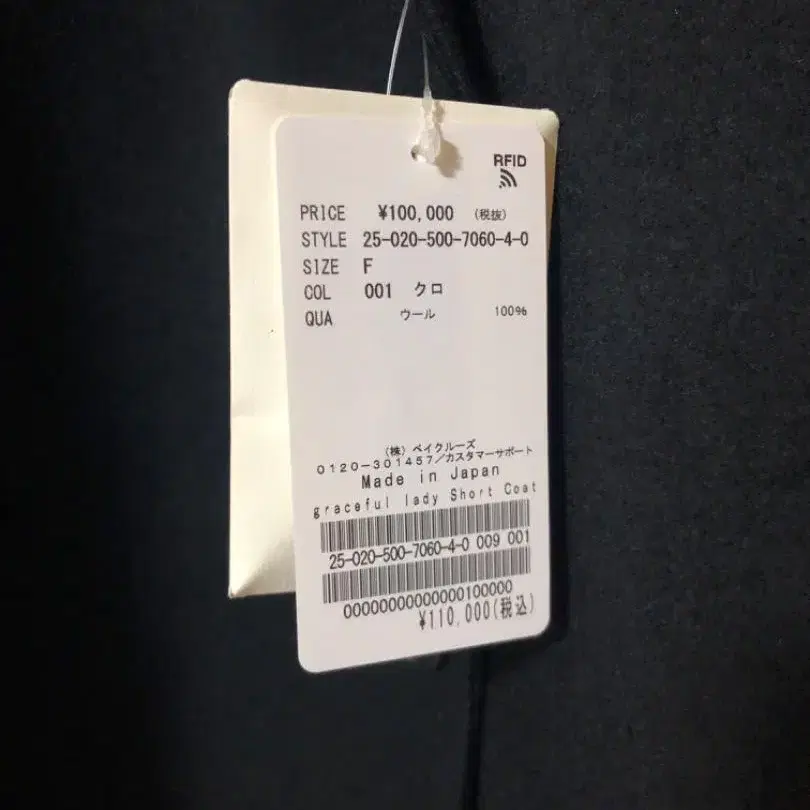 RFID
PRICE ¥100,000 (税抜)
STYLE 25-020-500-7060-4-0
SIZE F
COL 001 クロ
QUA ウール 100%
(株)ベイクルーズ
0120-301457/カスタマーサポート
Made in Japan
graceful lady Short Coat
25-020-500-7060-4-0 009 001
00000000000000100000
¥110,000(税込)